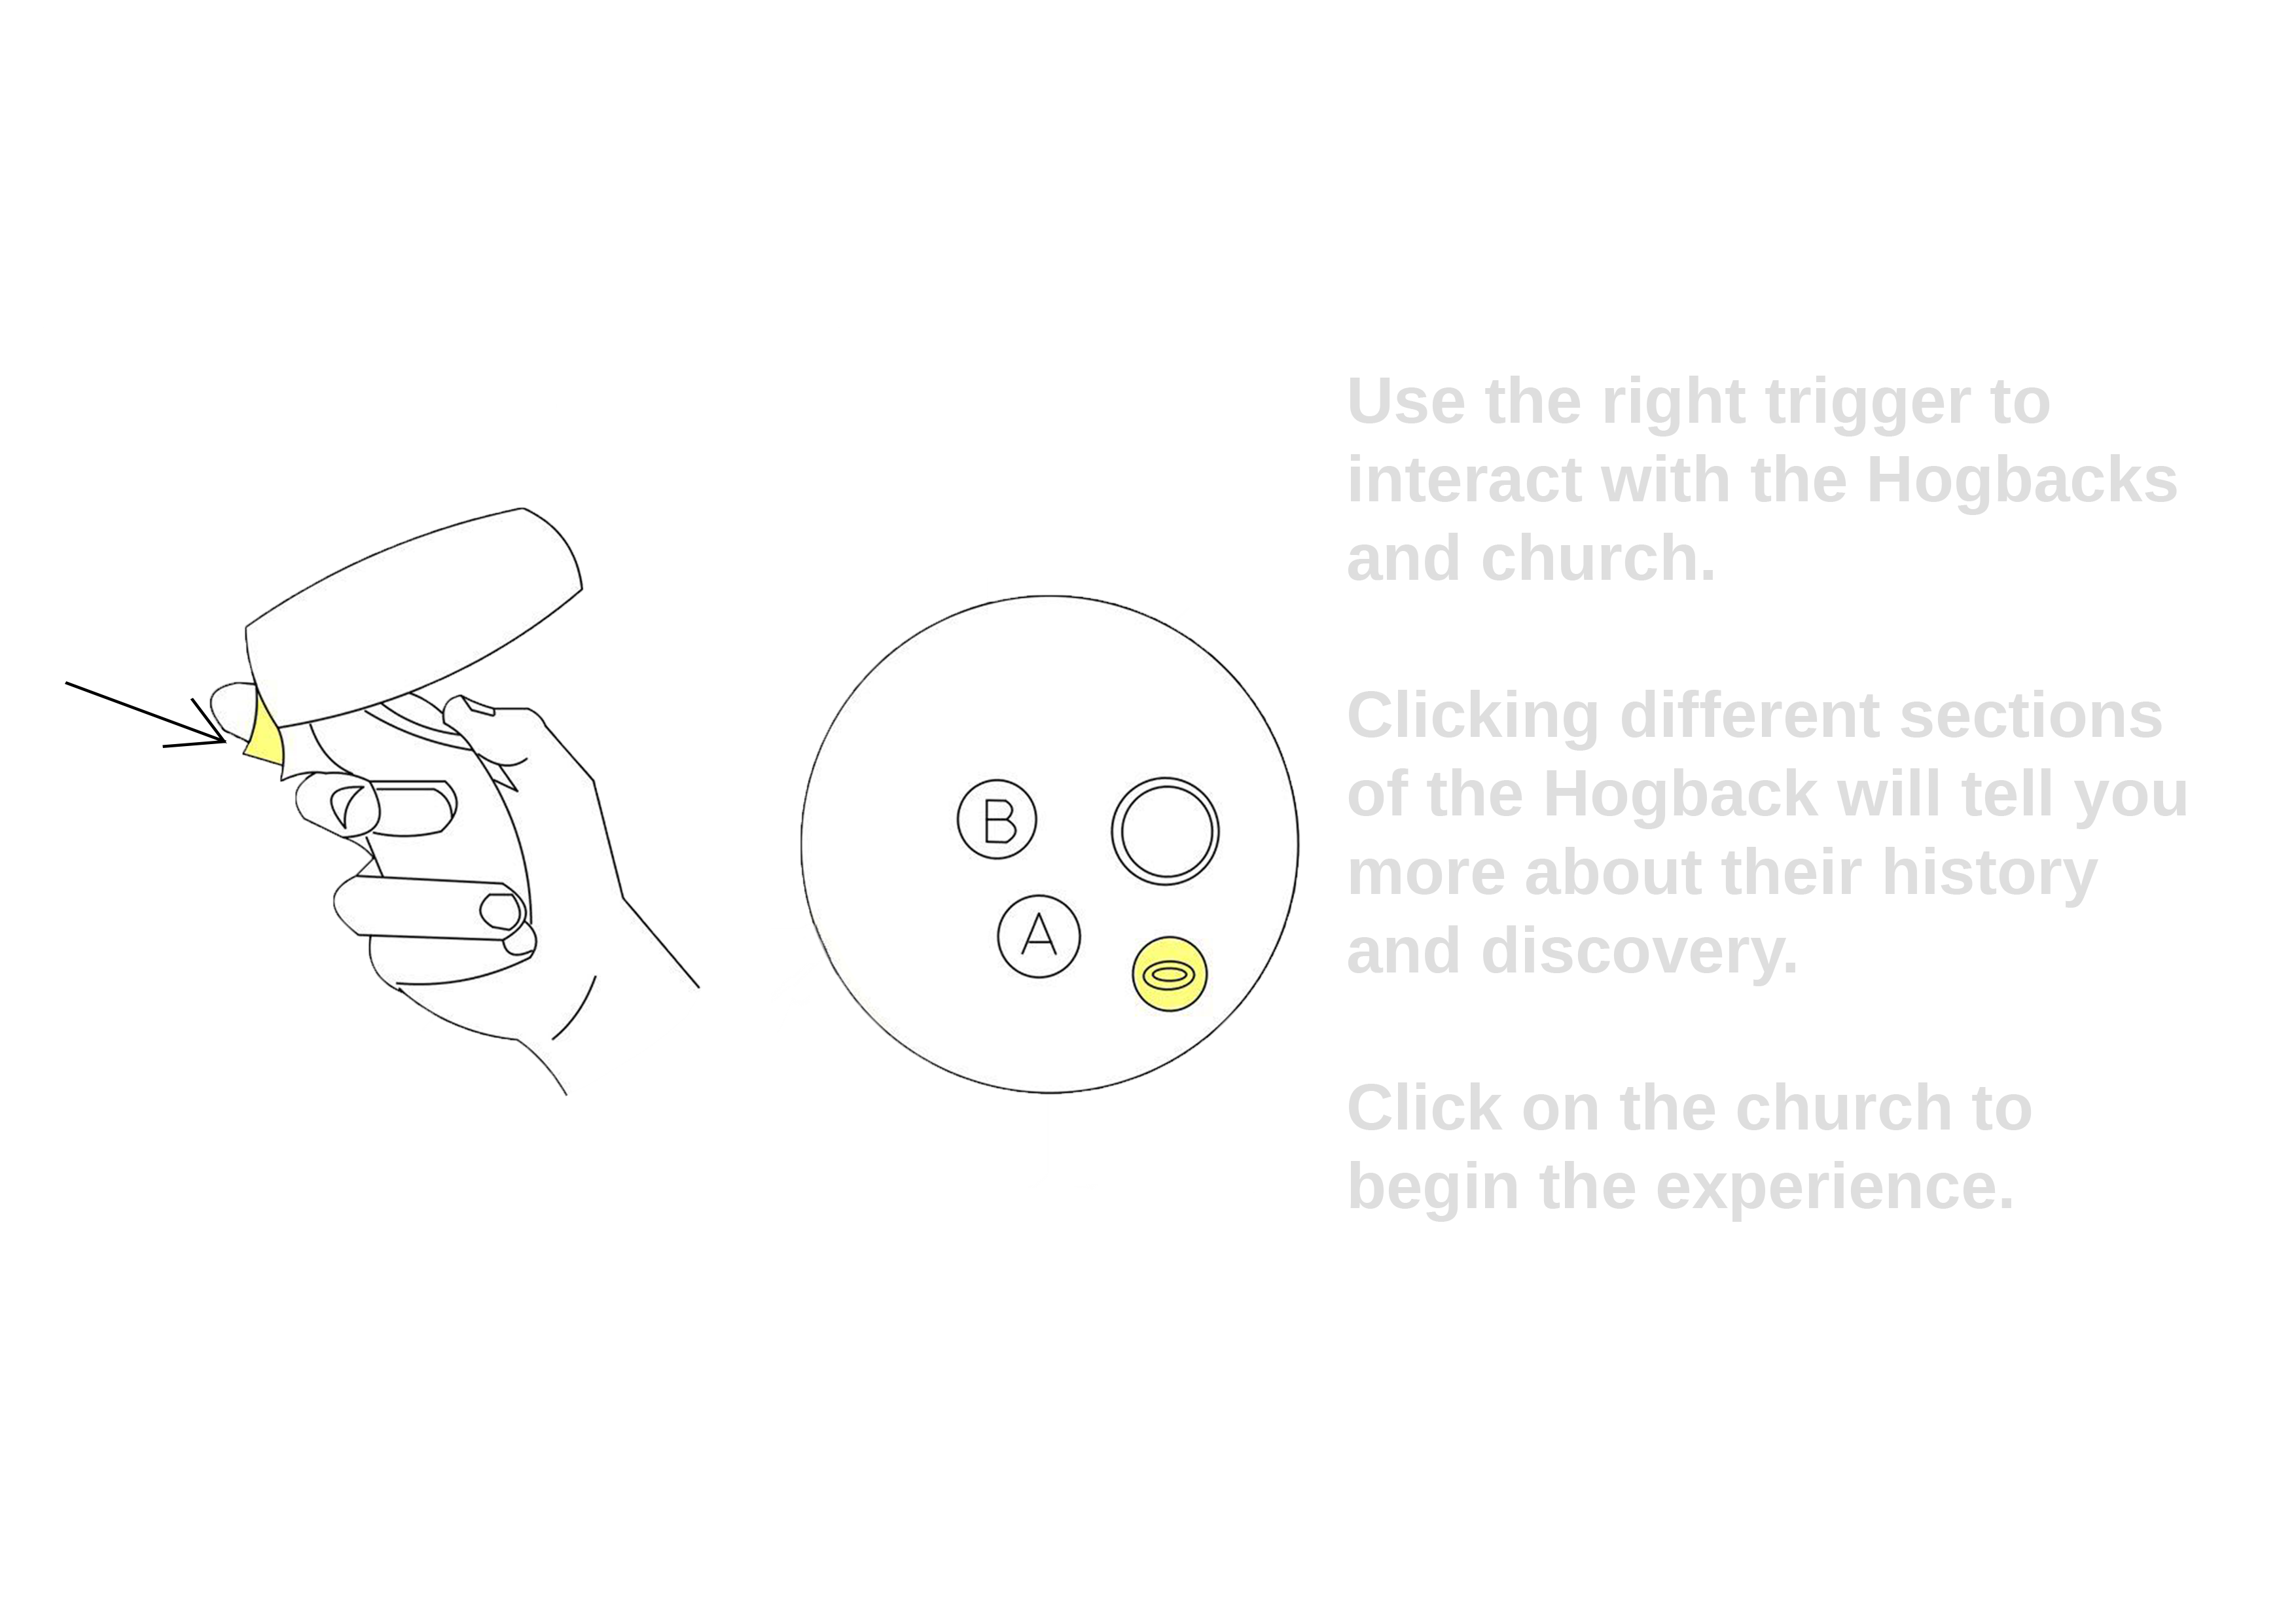 Use the right trigger to
interact with the Hogbacks
and church.
Clicking different sections
of the Hogback will tell you
more about their history
and discovery.
Click on the church to
begin the experience.
B
A